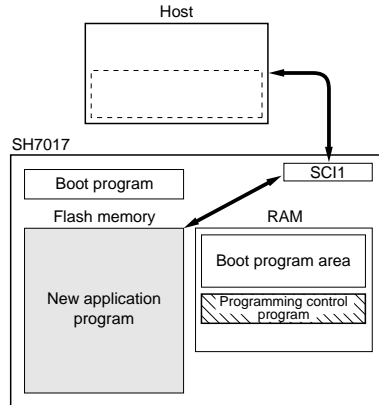 Host
SH7017
SCI1
Boot program
Flash memory
RAM
Boot program area
New application
program
Programming control
program